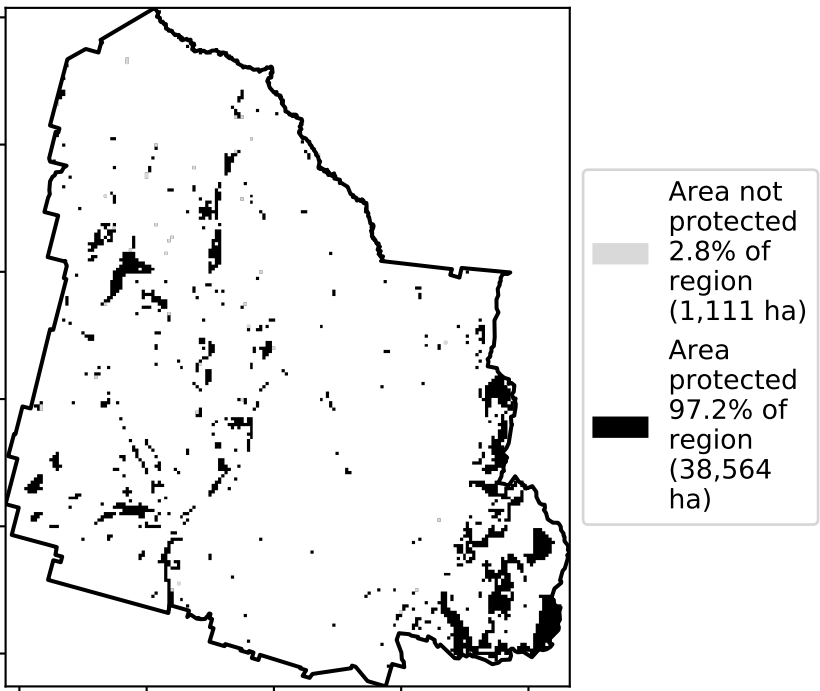 Area not
protected
2.8% of
region
(1,111 ha)
Area
protected
97.2% of
region
(38,564
ha)